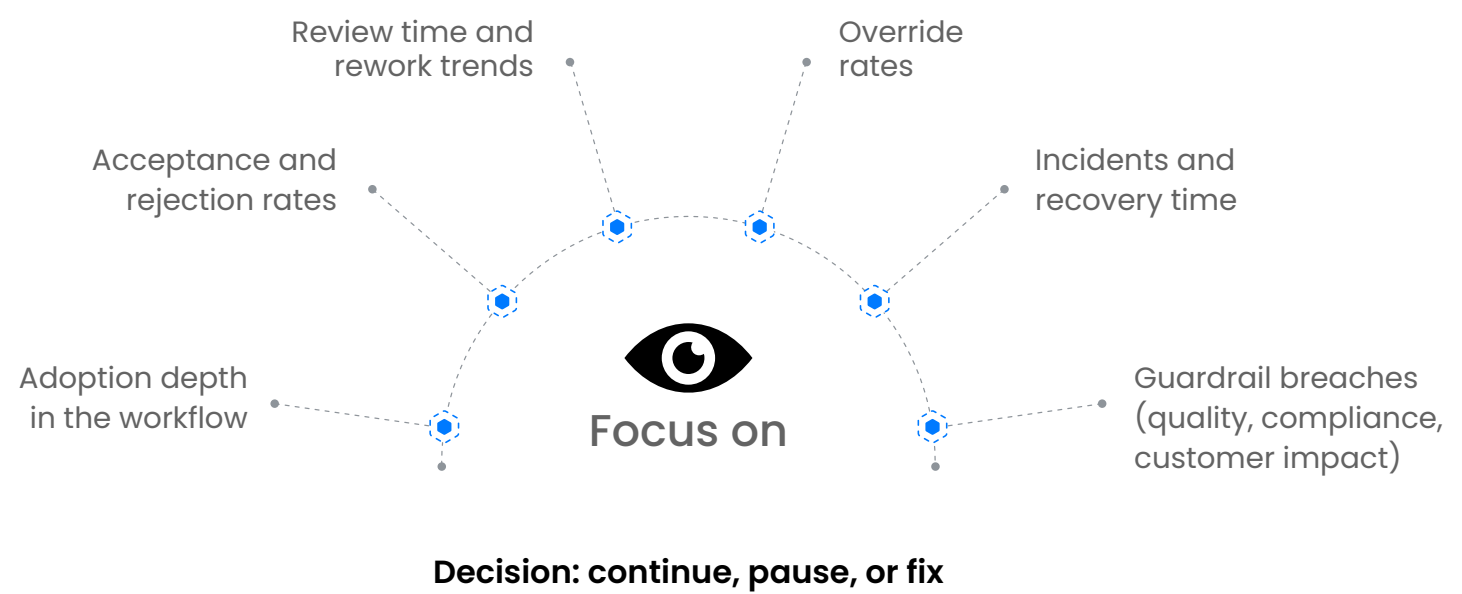 Review time and
rework trends
Override
rates
Acceptance and
rejection rates
Incidents and
recovery time
Adoption depth
in the workflow
Guardrail breaches
(quality, compliance,
customer impact)
Focus on
Decision: continue, pause, or fix